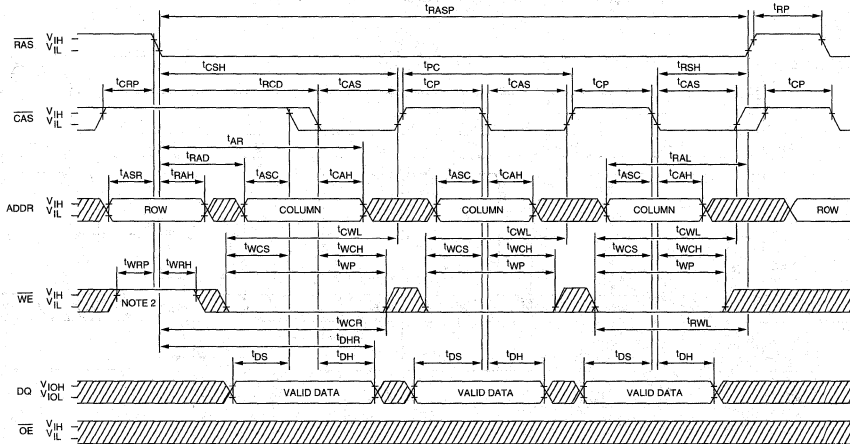 tRASP tRP
RAS VIH
VIL
tCSH tPC tRSH
tCRP tRCD tCAS tCP tCAS tCP tCAS tCP
CAS VIH
VIL
tAR
tRAD tRAL
tASR tRAH tASC tCAH tASC tCAH tASC tCAH
ADDR VIH
VIL
ROW COLUMN COLUMN COLUMN ROW
tCWL tCWL tCWL
tWCS tWCH tWCS tWCH tWCS tWCH
tWRP tWRH tWP tWP tWP
WE VIH
VIL
NOTE 2
tWCR tRWL
tDHR
tDS tDH tDS tDH tDS tDH
DQ VIOH
VIOL
VALID DATA VALID DATA VALID DATA
OE VIH
VIL